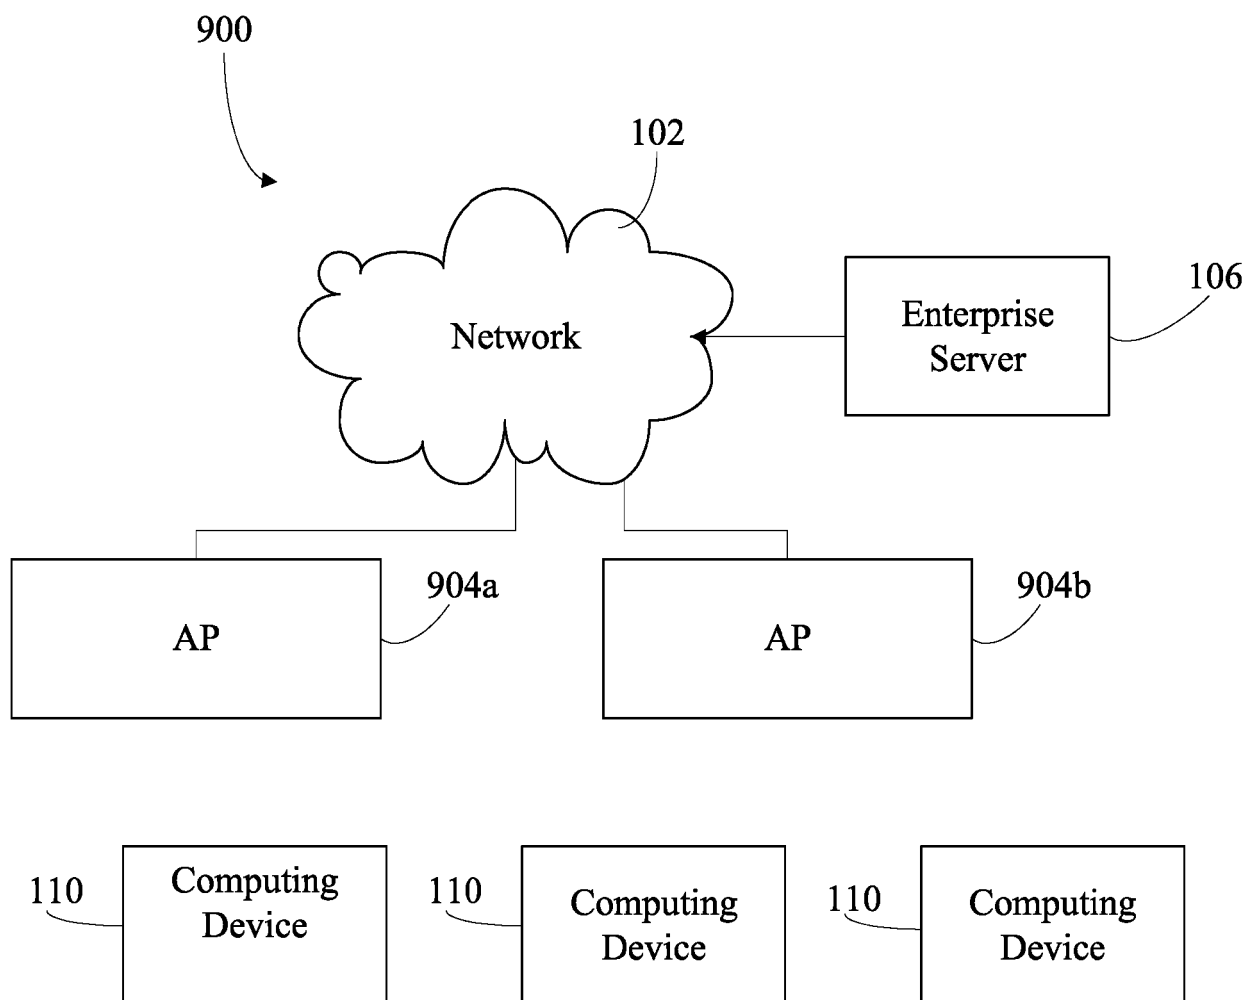 900
102
106
Enterprise
Server
Network
904a
904b
AP
AP
110
Computing
Device
110
Computing
Device
110
Computing
Device